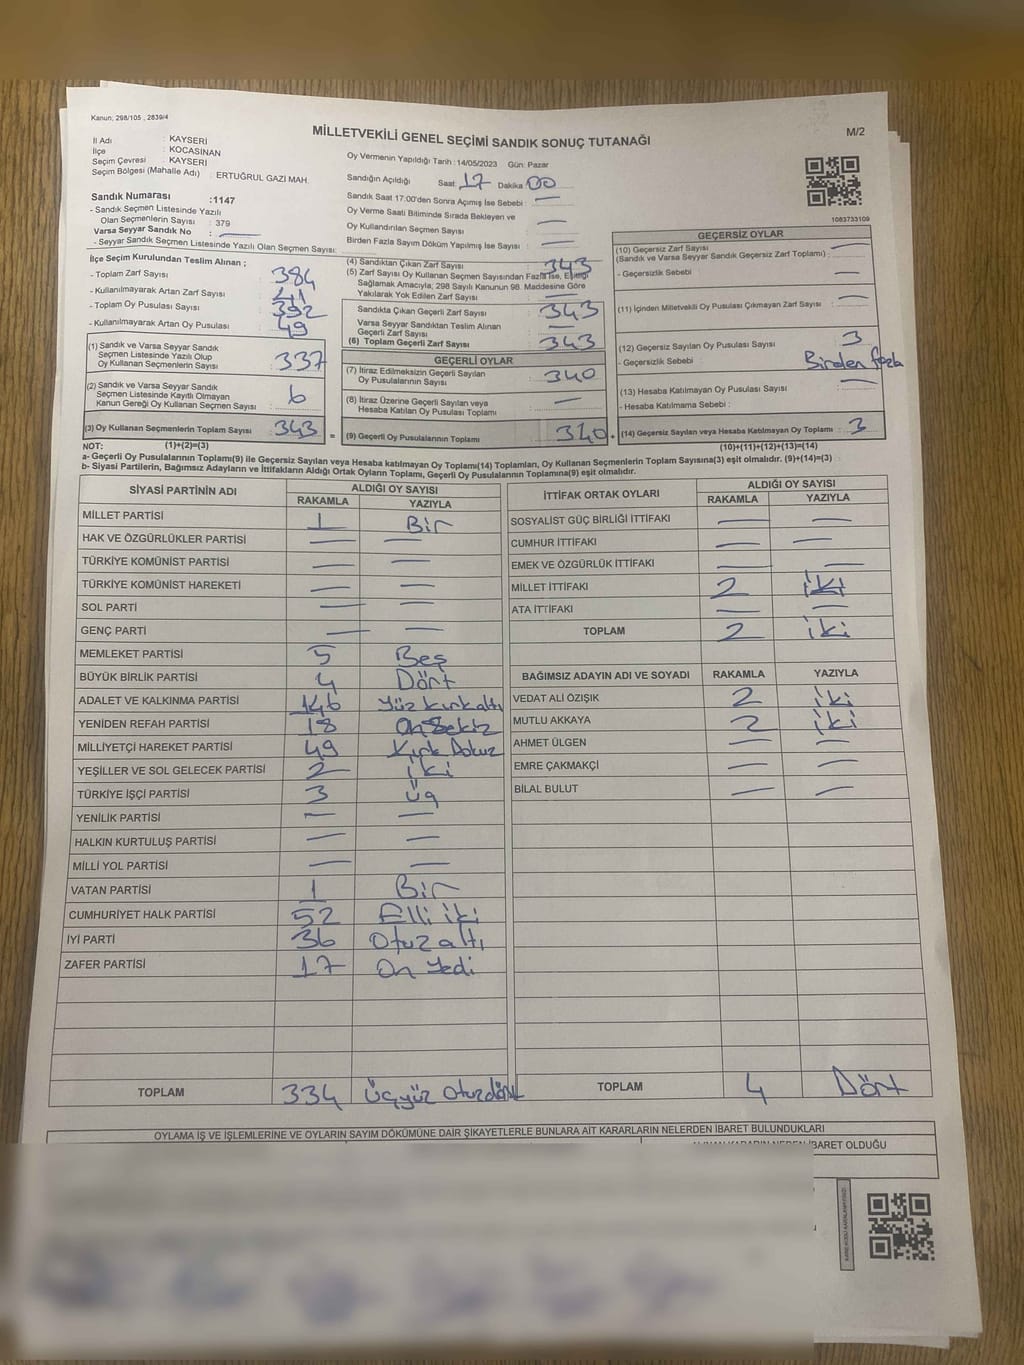 Kanun; 298/105 , 2839/4
MİLLETVEKİLİ GENEL SEÇİMİ SANDIK SONUÇ TUTANAĞI
M/2
İl Adı : KAYSERİ
İlçe : KOCASİNAN
Seçim Çevresi : KAYSERİ
Seçim Bölgesi (Mahalle Adı) : ERTUĞRUL GAZİ MAH.
Sandık Numarası :1147
- Sandık Seçmen Listesinde Yazılı
Olan Seçmenlerin Sayısı : 379
Varsa Seyyar Sandık No : —
- Seyyar Sandık Seçmen Listesinde Yazılı Olan Seçmen Sayısı:
Oy Vermenin Yapıldığı Tarih : 14/05/2023 Gün: Pazar
Sandığın Açıldığı Saat: 17 Dakika 00
Sandık Saat 17:00'den Sonra Açımış İse Sebebi : —
Oy Verme Saati Bitiminde Sırada Bekleyen ve
Oy Kullandırılan Seçmen Sayısı : —
Birden Fazla Sayım Döküm Yapılmış İse Sayısı : —
1083733109
İlçe Seçim Kurulundan Teslim Alınan ;
- Toplam Zarf Sayısı : 384
- Kullanılmayarak Artan Zarf Sayısı : 41
- Toplam Oy Pusulası Sayısı : 392
- Kullanılmayarak Artan Oy Pusulası : 49
(1) Sandık ve Varsa Seyyar Sandık
Seçmen Listesinde Yazılı Olup
Oy Kullanan Seçmenlerin Sayısı : 337
(2) Sandık ve Varsa Seyyar Sandık
Seçmen Listesinde Kayıtlı Olmayan
Kanun Gereği Oy Kullanan Seçmen Sayısı : 6
(3) Oy Kullanan Seçmenlerin Toplam Sayısı : 343
(4) Sandıktan Çıkan Zarf Sayısı : 343
(5) Zarf Sayısı Oy Kullanan Seçmen Sayısından Fazla İse, Eşitliği
Sağlamak Amacıyla; 298 Sayılı Kanunun 98. Maddesine Göre
Yakılarak Yok Edilen Zarf Sayısı : —
Sandıkta Çıkan Geçerli Zarf Sayısı : 343
Varsa Seyyar Sandıktan Teslim Alınan
Geçerli Zarf Sayısı : —
(6) Toplam Geçerli Zarf Sayısı : 343
GEÇERLİ OYLAR
(7) İtiraz Edilmeksizin Geçerli Sayılan
Oy Pusulalarının Sayısı : 340
(8) İtiraz Üzerine Geçerli Sayılan veya
Hesaba Katılan Oy Pusulası Toplamı : —
= (9) Geçerli Oy Pusulalarının Toplamı : 340
GEÇERSİZ OYLAR
(10) Geçersiz Zarf Sayısı
(Sandık ve Varsa Seyyar Sandık Geçersiz Zarf Toplamı) : —
- Geçersizlik Sebebi : —
(11) İçinden Milletvekili Oy Pusulası Çıkmayan Zarf Sayısı : —
(12) Geçersiz Sayılan Oy Pusulası Sayısı : 3
- Geçersizlik Sebebi : Birden fazla
(13) Hesaba Katılmayan Oy Pusulası Sayısı : —
- Hesaba Katılmama Sebebi :
+ (14) Geçersiz Sayılan veya Hesaba Katılmayan Oy Toplamı : 3
NOT: (1)+(2)=(3) (10)+(11)+(12)+(13)=(14)
a- Geçerli Oy Pusulalarının Toplamı(9) ile Geçersiz Sayılan veya Hesaba katılmayan Oy Toplamı(14) Toplamları, Oy Kullanan Seçmenlerin Toplam Sayısına(3) eşit olmalıdır. (9)+(14)=(3)
b- Siyasi Partilerin, Bağımsız Adayların ve İttifakların Aldığı Ortak Oyların Toplamı, Geçerli Oy Pusulalarının Toplamına(9) eşit olmalıdır.
SİYASİ PARTİNİN ADI ALDIĞI OY SAYISI
RAKAMLA YAZIYLA
MİLLET PARTİSİ 1 Bir
HAK VE ÖZGÜRLÜKLER PARTİSİ — —
TÜRKİYE KOMÜNİST PARTİSİ — —
TÜRKİYE KOMÜNİST HAREKETİ — —
SOL PARTİ — —
GENÇ PARTİ — —
MEMLEKET PARTİSİ 5 Beş
BÜYÜK BİRLİK PARTİSİ 4 Dört
ADALET VE KALKINMA PARTİSİ 146 Yüz kırkaltı
YENİDEN REFAH PARTİSİ 18 On Sekiz
MİLLİYETÇİ HAREKET PARTİSİ 49 Kırk Dokuz
YEŞİLLER VE SOL GELECEK PARTİSİ 2 iki
TÜRKİYE İŞÇİ PARTİSİ 3 Üç
YENİLİK PARTİSİ — —
HALKIN KURTULUŞ PARTİSİ — —
MİLLİ YOL PARTİSİ — —
VATAN PARTİSİ 1 Bir
CUMHURİYET HALK PARTİSİ 52 Elli iki
İYİ PARTİ 36 Otuz altı
ZAFER PARTİSİ 17 On Yedi
TOPLAM 334 Üçyüz Otuzdört
İTTİFAK ORTAK OYLARI ALDIĞI OY SAYISI
RAKAMLA YAZIYLA
SOSYALİST GÜÇ BİRLİĞİ İTTİFAKI — —
CUMHUR İTTİFAKI — —
EMEK VE ÖZGÜRLÜK İTTİFAKI — —
MİLLET İTTİFAKI 2 iki
ATA İTTİFAKI — —
TOPLAM 2 iki
BAĞIMSIZ ADAYIN ADI VE SOYADI RAKAMLA YAZIYLA
VEDAT ALİ ÖZIŞIK 2 iki
MUTLU AKKAYA 2 iki
AHMET ÜLGEN — —
EMRE ÇAKMAKÇI — —
BİLAL BULUT — —
TOPLAM 4 Dört
OYLAMA İŞ VE İŞLEMLERİNE VE OYLARIN SAYIM DÖKÜMÜNE DAİR ŞİKAYETLERLE BUNLARA AİT KARARLARIN NELERDEN İBARET BULUNDUKLARI
İBARET OLDUĞU